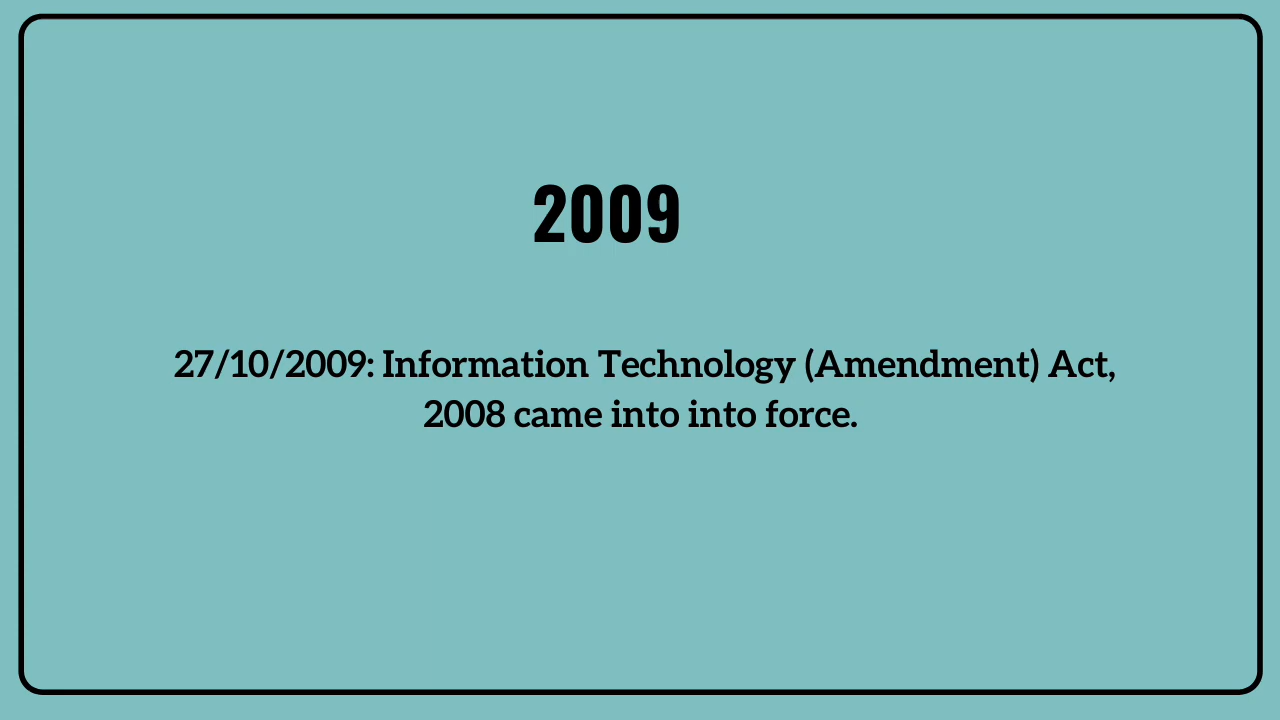 2009
27/10/2009: Information Technology (Amendment) Act,
2008 came into into force.